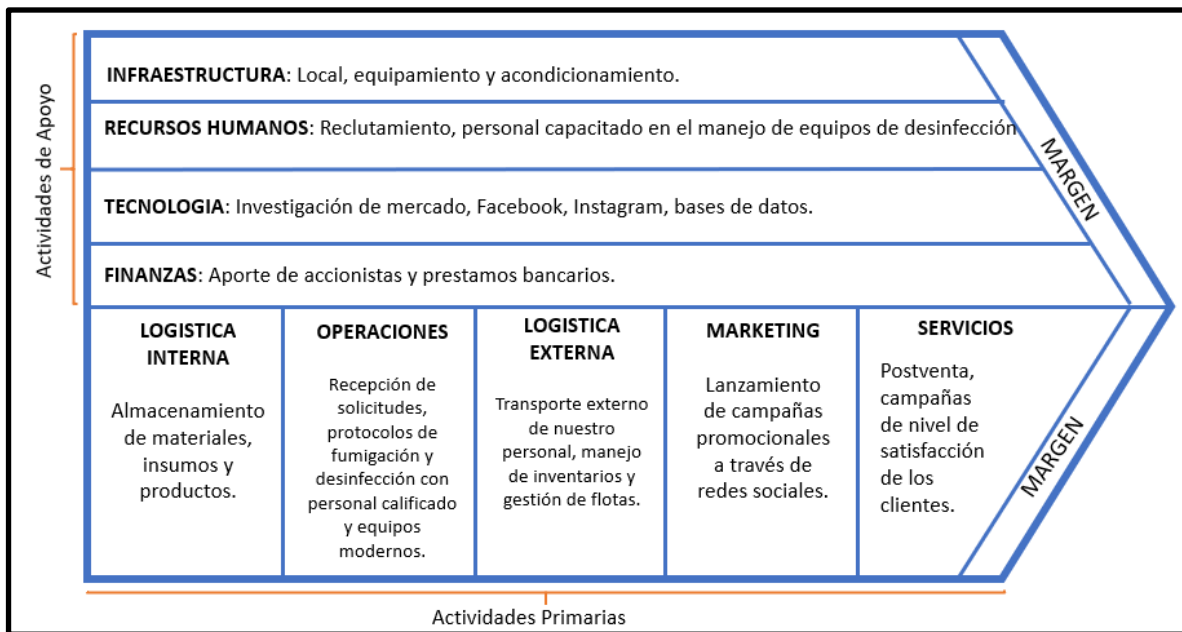 Actividades de Apoyo
INFRAESTRUCTURA: Local, equipamiento y acondicionamiento.
RECURSOS HUMANOS: Reclutamiento, personal capacitado en el manejo de equipos de desinfección
TECNOLOGIA: Investigación de mercado, Facebook, Instagram, bases de datos.
FINANZAS: Aporte de accionistas y prestamos bancarios.
MARGEN
LOGISTICA
INTERNA
Almacenamiento
de materiales,
insumos y
productos.
OPERACIONES
Recepción de
solicitudes,
protocolos de
fumigación y
desinfección con
personal calificado
y equipos
modernos.
LOGISTICA
EXTERNA
Transporte externo
de nuestro
personal, manejo
de inventarios y
gestión de flotas.
MARKETING
Lanzamiento
de campañas
promocionales
a través de
redes sociales.
SERVICIOS
Postventa,
campañas
de nivel de
satisfacción
de los
clientes.
MARGEN
Actividades Primarias